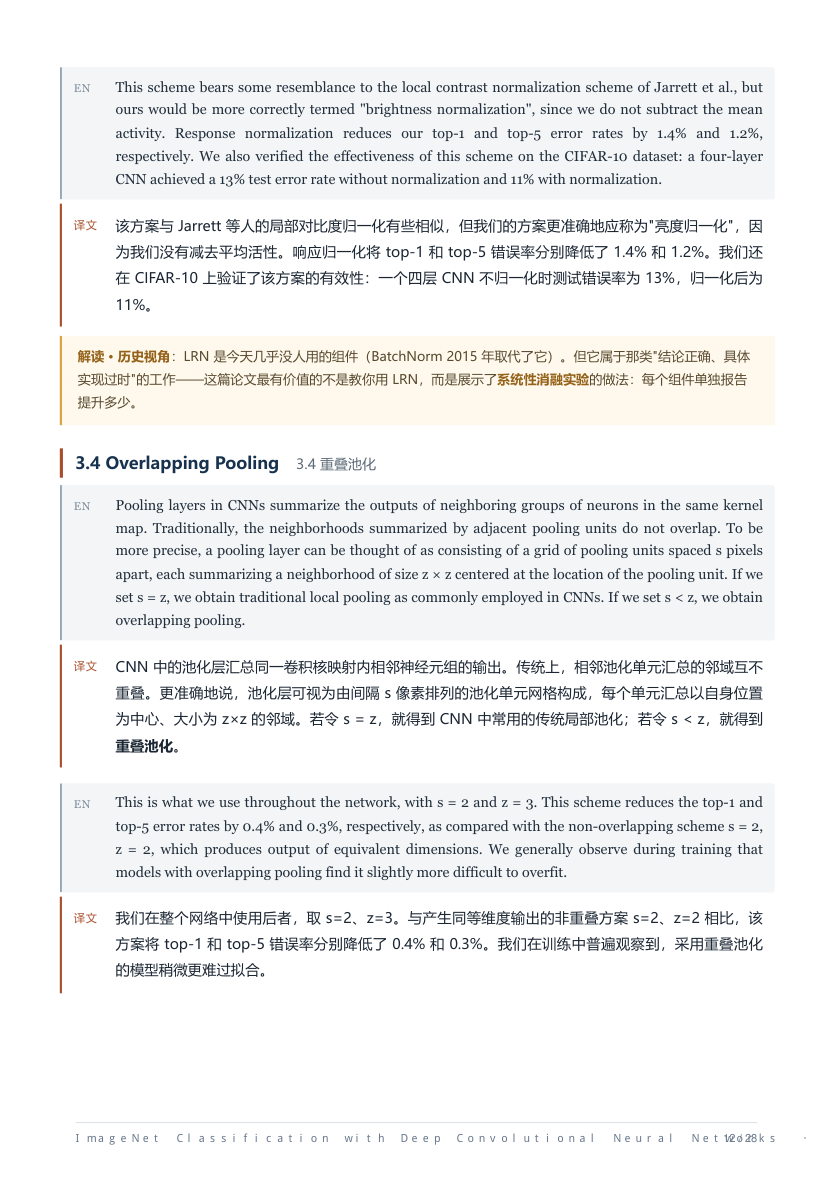 EN
This scheme bears some resemblance to the local contrast normalization scheme of Jarrett et al., but
ours would be more correctly termed "brightness normalization", since we do not subtract the mean
activity. Response normalization reduces our top-1 and top-5 error rates by 1.4% and 1.2%,
respectively. We also verified the effectiveness of this scheme on the CIFAR-10 dataset: a four-layer
CNN achieved a 13% test error rate without normalization and 11% with normalization.
译文
该方案与 Jarrett 等人的局部对比度归一化有些相似，但我们的方案更准确地应称为"亮度归一化"，因
为我们没有减去平均活性。响应归一化将 top-1 和 top-5 错误率分别降低了 1.4% 和 1.2%。我们还
在 CIFAR-10 上验证了该方案的有效性：一个四层 CNN 不归一化时测试错误率为 13%，归一化后为
11%。
解读 • 历史视角：LRN 是今天几乎没人用的组件（BatchNorm 2015 年取代了它）。但它属于那类"结论正确、具体
实现过时"的工作——这篇论文最有价值的不是教你用 LRN，而是展示了系统性消融实验的做法：每个组件单独报告
提升多少。
3.4 Overlapping Pooling 3.4 重叠池化
EN
Pooling layers in CNNs summarize the outputs of neighboring groups of neurons in the same kernel
map. Traditionally, the neighborhoods summarized by adjacent pooling units do not overlap. To be
more precise, a pooling layer can be thought of as consisting of a grid of pooling units spaced s pixels
apart, each summarizing a neighborhood of size z × z centered at the location of the pooling unit. If we
set s = z, we obtain traditional local pooling as commonly employed in CNNs. If we set s < z, we obtain
overlapping pooling.
译文
CNN 中的池化层汇总同一卷积核映射内相邻神经元组的输出。传统上，相邻池化单元汇总的邻域互不
重叠。更准确地说，池化层可视为由间隔 s 像素排列的池化单元网格构成，每个单元汇总以自身位置
为中心、大小为 z×z 的邻域。若令 s = z，就得到 CNN 中常用的传统局部池化；若令 s < z，就得到
重叠池化。
EN
This is what we use throughout the network, with s = 2 and z = 3. This scheme reduces the top-1 and
top-5 error rates by 0.4% and 0.3%, respectively, as compared with the non-overlapping scheme s = 2,
z = 2, which produces output of equivalent dimensions. We generally observe during training that
models with overlapping pooling find it slightly more difficult to overfit.
译文
我们在整个网络中使用后者，取 s=2、z=3。与产生同等维度输出的非重叠方案 s=2、z=2 相比，该
方案将 top-1 和 top-5 错误率分别降低了 0.4% 和 0.3%。我们在训练中普遍观察到，采用重叠池化
的模型稍微更难过拟合。
ImageNet Classification with Deep Convolutional Neural Networks ·
12 / 28